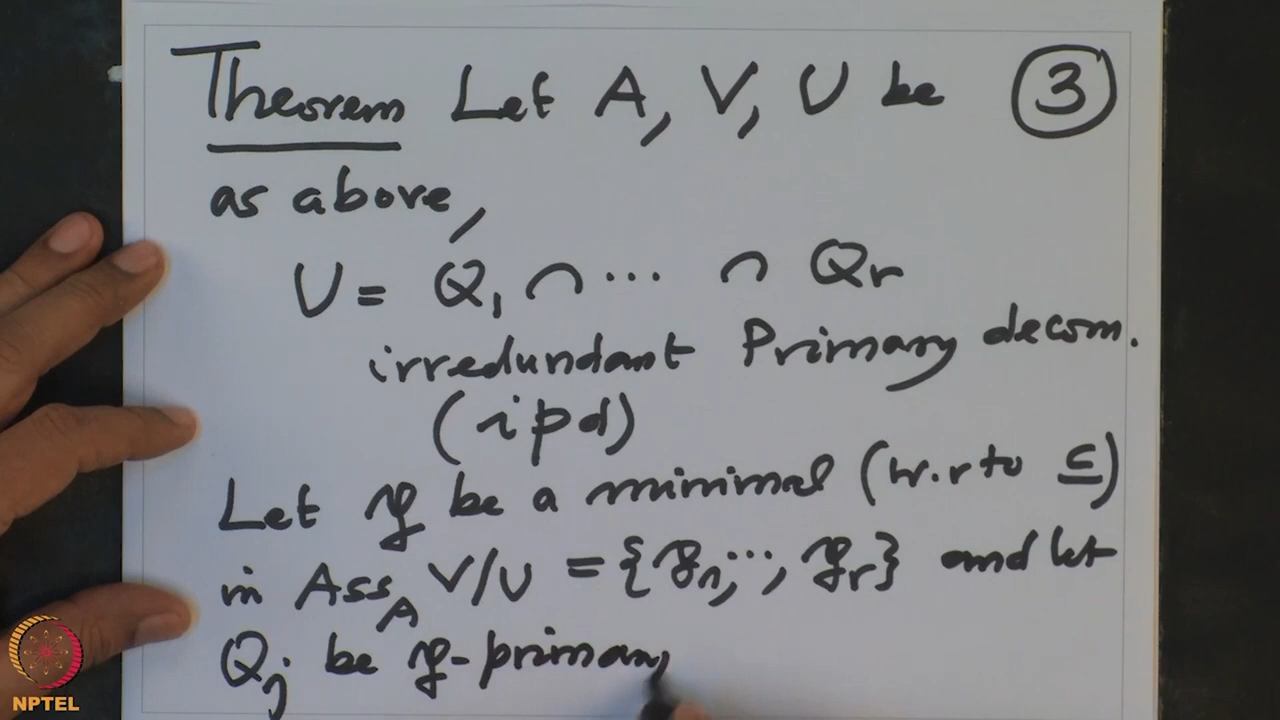 Theorem Let A, V, U be ③
as above,
U = Q₁ ∩ ⋯ ∩ Qᵣ
irredundant Primary decom.
(ipd)
Let 𝔭 be a minimal (w.r to ⊆)
in Ass_A V/U = {𝔭₁, ⋯, 𝔭ᵣ} and let
Qⱼ be 𝔭-primary
NPTEL